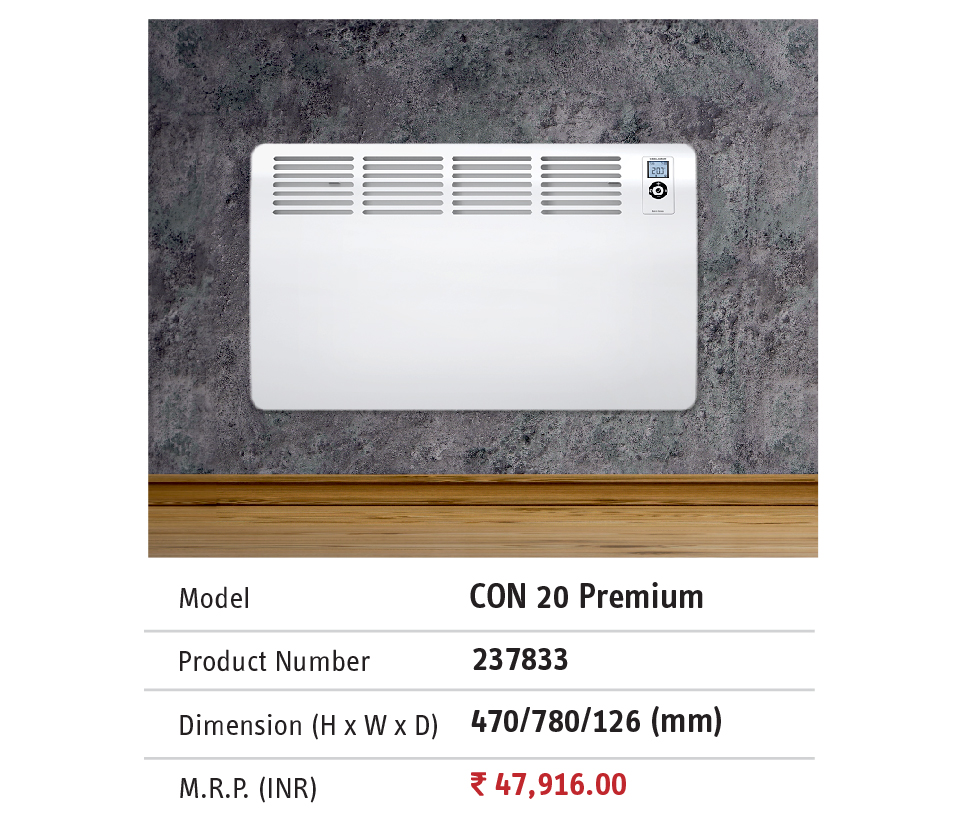 Model CON 20 Premium
Product Number 237833
Dimension (H x W x D) 470/780/126 (mm)
M.R.P. (INR) ₹ 47,916.00